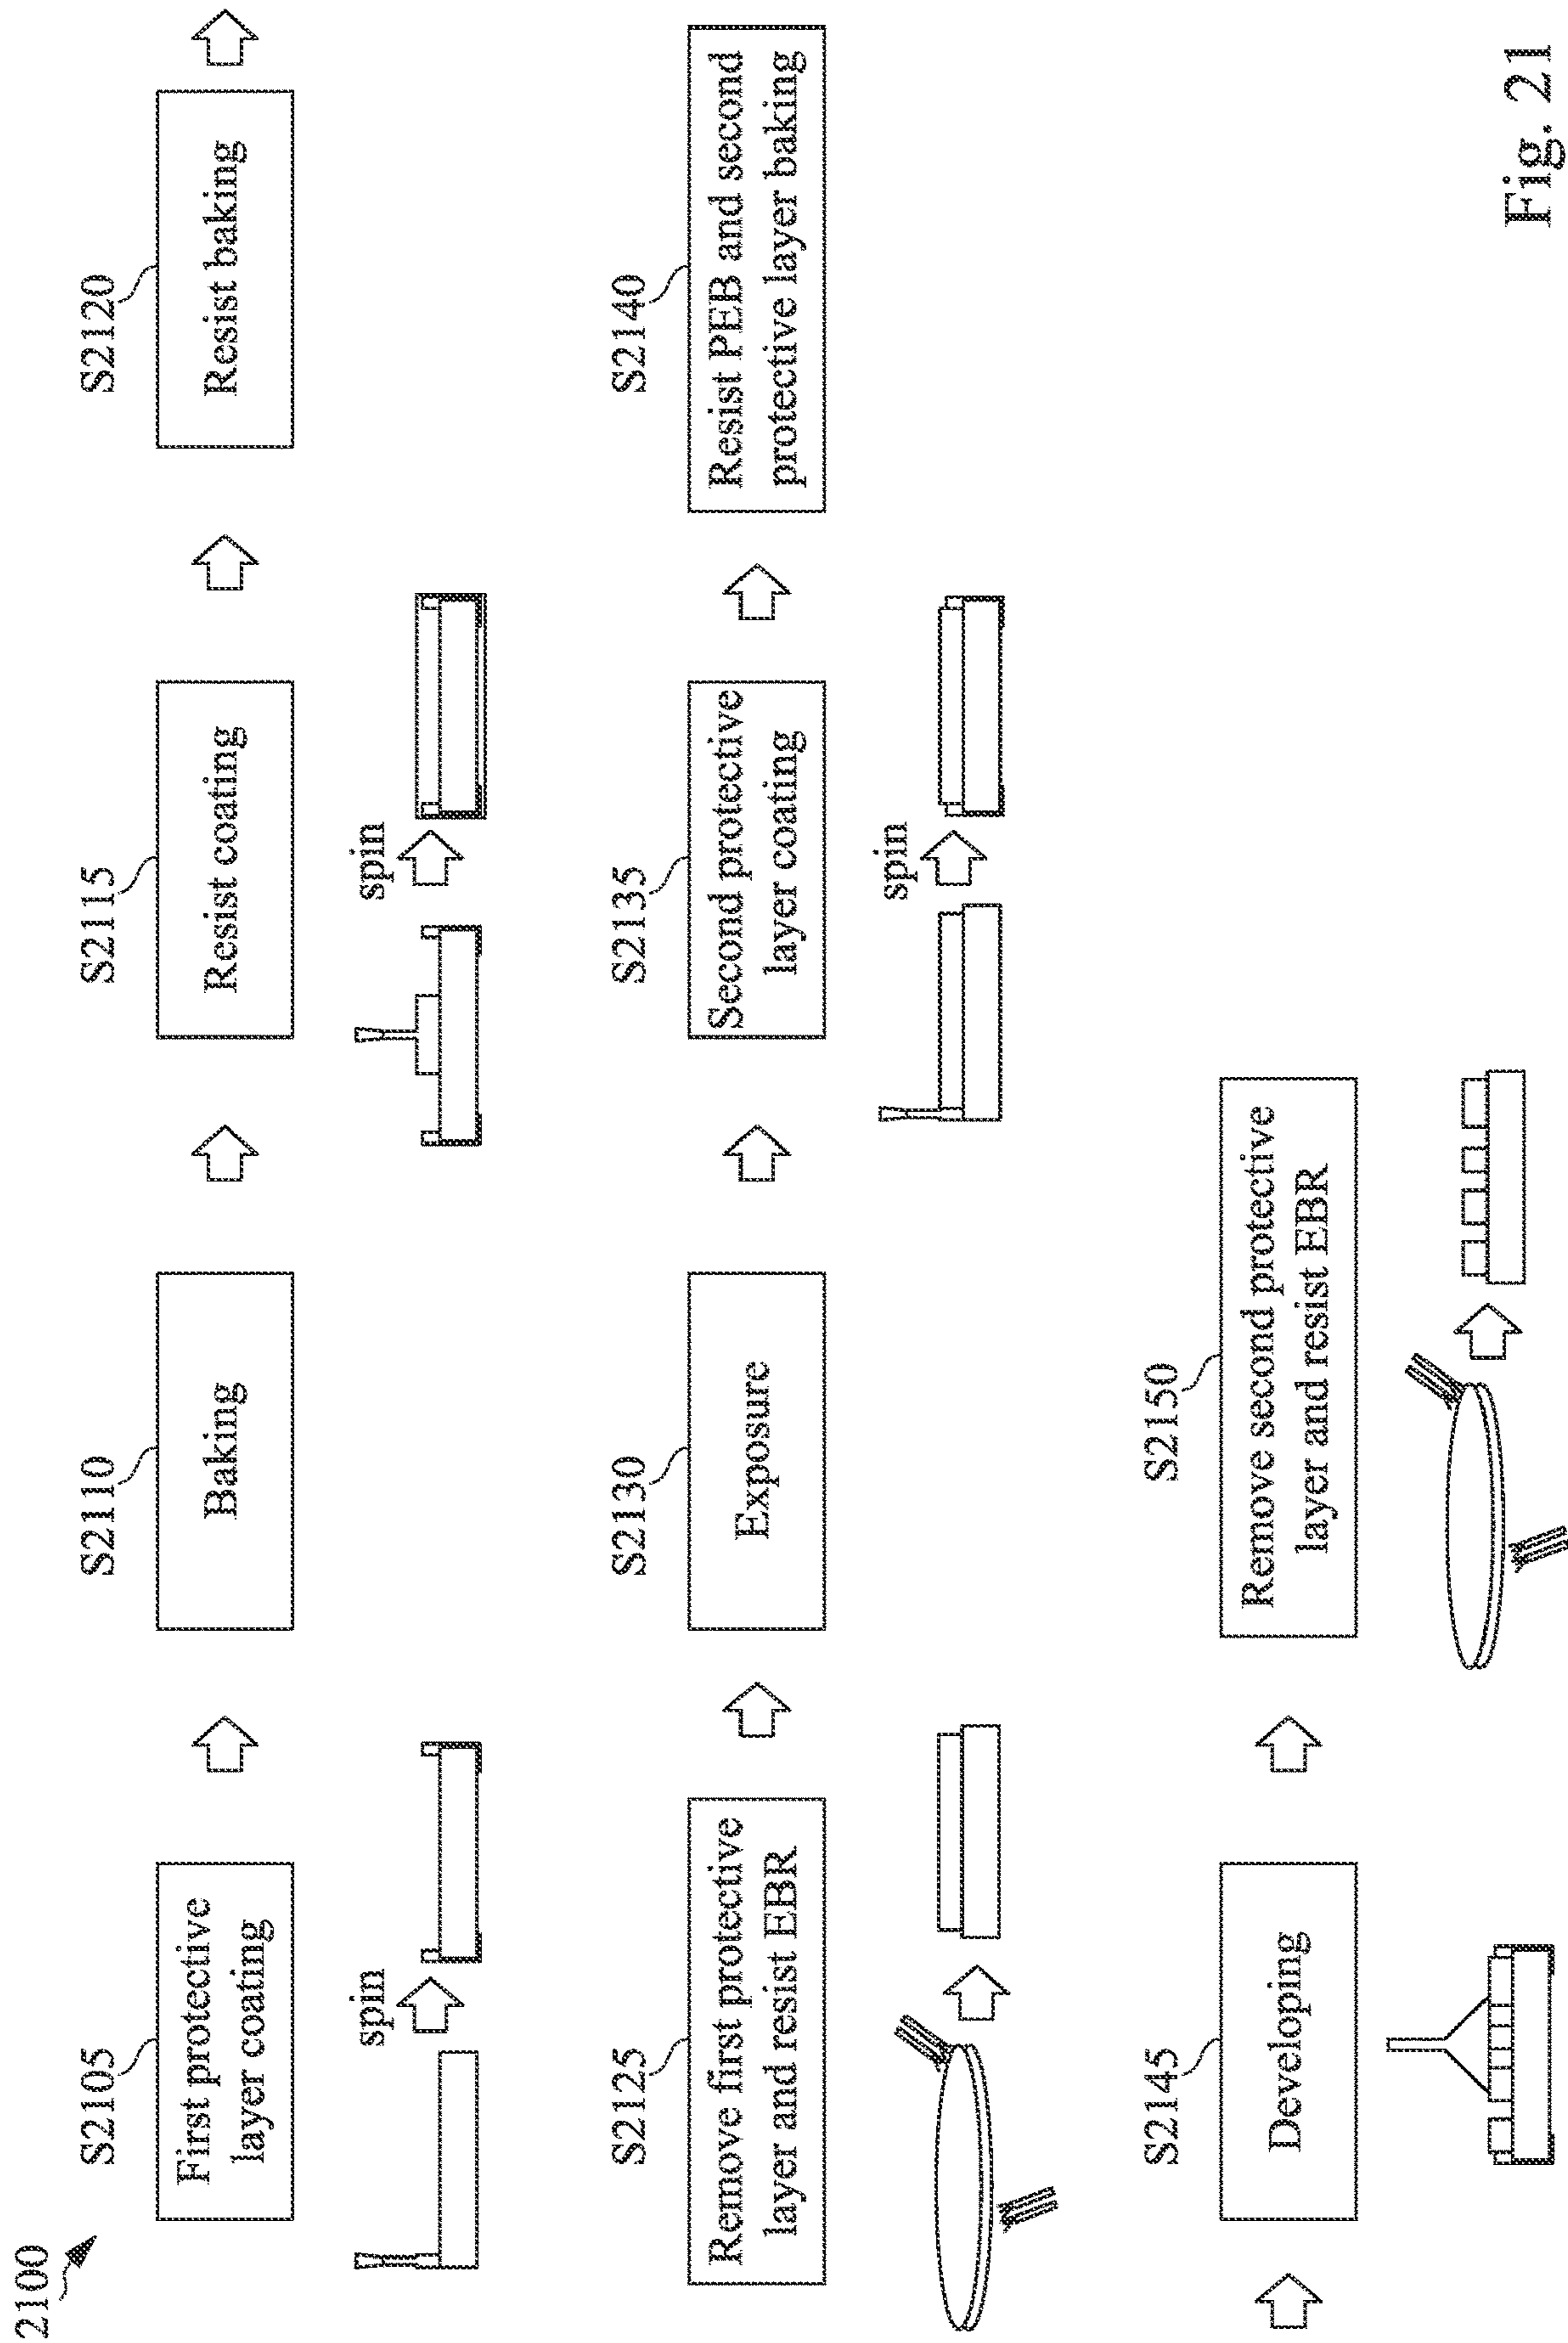 2100
S2105
First protective
layer coating
spin
S2110
Baking
S2115
Resist coating
spin
S2120
Resist baking
S2125
Remove first protective
layer and resist EBR
S2130
Exposure
S2135
Second protective
layer coating
spin
S2140
Resist PEB and second
protective layer baking
S2145
Developing
S2150
Remove second protective
layer and resist EBR
Fig. 21